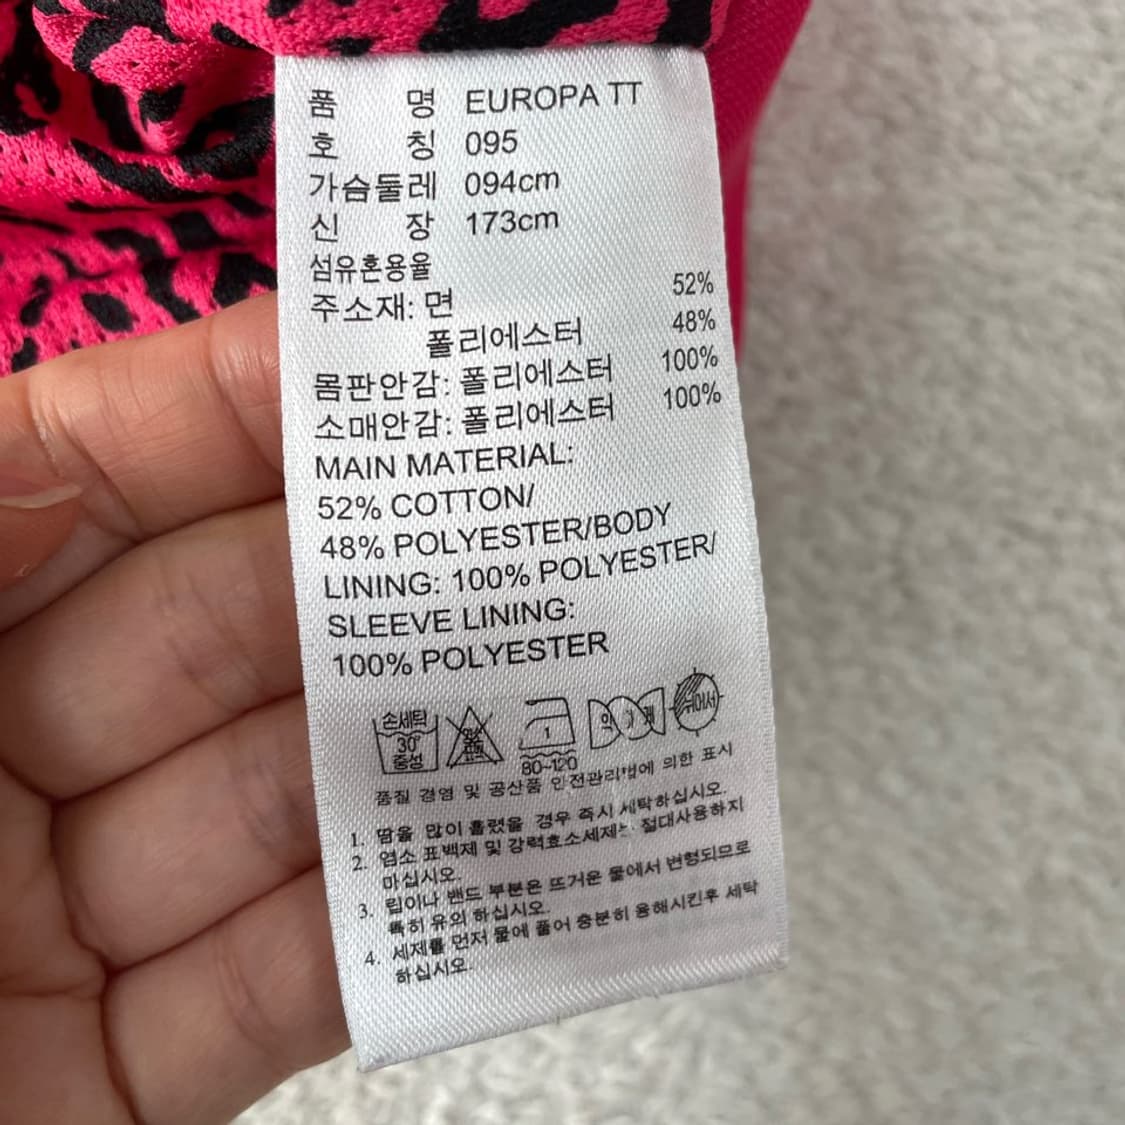 품 명 EUROPA TT
호 칭 095
가슴둘레 094cm
신 장 173cm
섬유혼용율
주소재: 면 52%
폴리에스터 48%
몸판안감: 폴리에스터 100%
소매안감: 폴리에스터 100%
MAIN MATERIAL:
52% COTTON/
48% POLYESTER/BODY
LINING: 100% POLYESTER/
SLEEVE LINING:
100% POLYESTER
손세탁
30°
중성
1
80~120
뉘어서
품질 경영 및 공산품 안전관리법에 의한 표시
1. 땀을 많이 흘렸을 경우 즉시 세탁하십시오.
2. 염소 표백제 및 강력효소세제는 절대사용하지
마십시오.
3. 립이나 밴드 부분은 뜨거운 물에서 변형되므로
특히 유의 하십시오.
4. 세제를 먼저 물에 풀어 충분히 용해시킨후 세탁
하십시오.